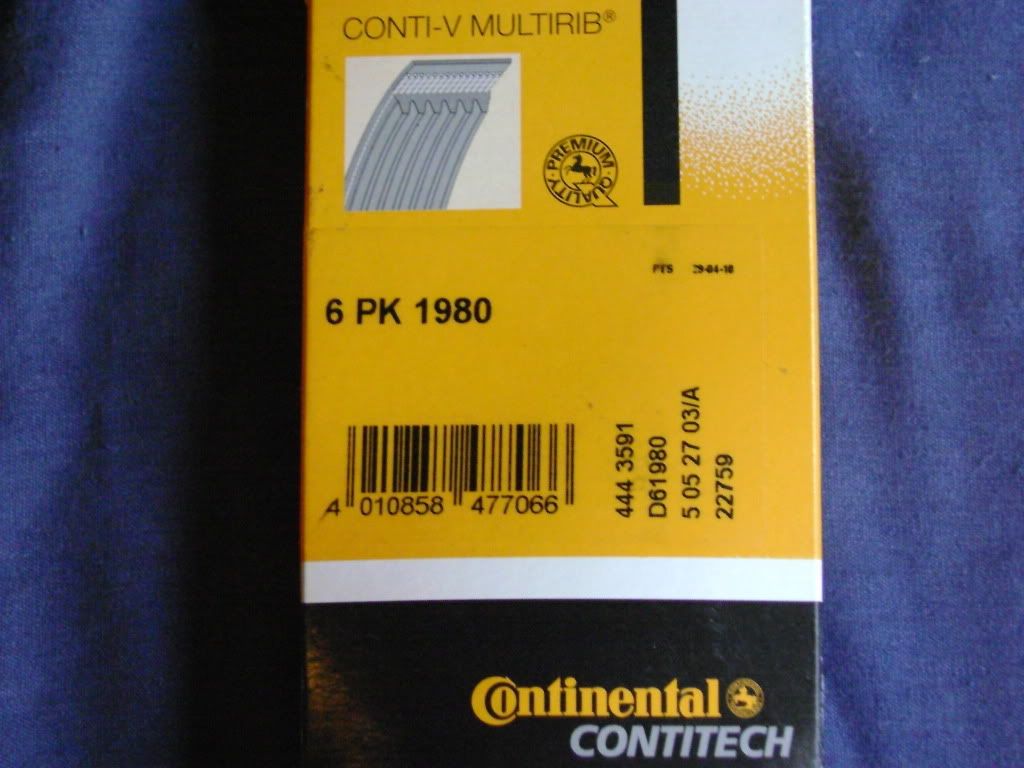 CONTI-V MULTIRIB®
PREMIUM · QUALITY ·
PTS 29-04-10
6 PK 1980
4 010858 477066
444 3591
D61980
5 05 27 03/A
22759
Continental
CONTITECH